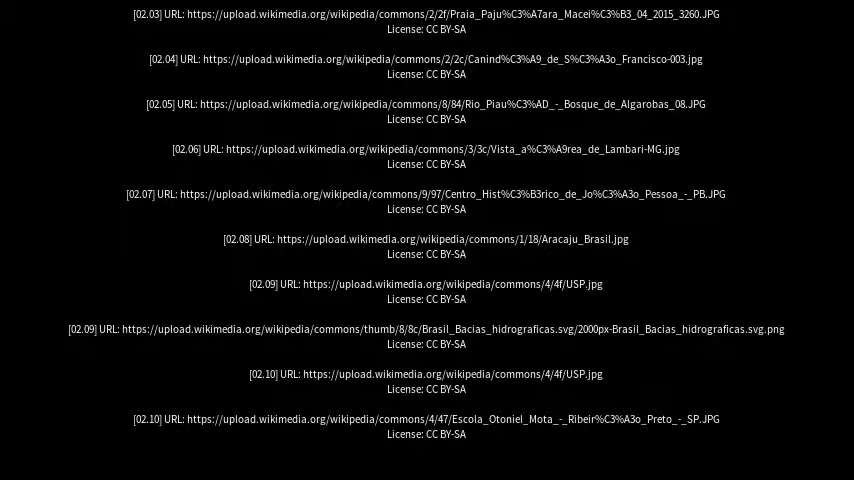 [02.03] URL: https://upload.wikimedia.org/wikipedia/commons/2/2f/Praia_Paju%C3%A7ara_Macei%C3%B3_04_2015_3260.JPG
License: CC BY-SA
[02.04] URL: https://upload.wikimedia.org/wikipedia/commons/2/2c/Canind%C3%A9_de_S%C3%A3o_Francisco-003.jpg
License: CC BY-SA
[02.05] URL: https://upload.wikimedia.org/wikipedia/commons/8/84/Rio_Piau%C3%AD_-_Bosque_de_Algarobas_08.JPG
License: CC BY-SA
[02.06] URL: https://upload.wikimedia.org/wikipedia/commons/3/3c/Vista_a%C3%A9rea_de_Lambari-MG.jpg
License: CC BY-SA
[02.07] URL: https://upload.wikimedia.org/wikipedia/commons/9/97/Centro_Hist%C3%B3rico_de_Jo%C3%A3o_Pessoa_-_PB.JPG
License: CC BY-SA
[02.08] URL: https://upload.wikimedia.org/wikipedia/commons/1/18/Aracaju_Brasil.jpg
License: CC BY-SA
[02.09] URL: https://upload.wikimedia.org/wikipedia/commons/4/4f/USP.jpg
License: CC BY-SA
[02.09] URL: https://upload.wikimedia.org/wikipedia/commons/thumb/8/8c/Brasil_Bacias_hidrograficas.svg/2000px-Brasil_Bacias_hidrograficas.svg.png
License: CC BY-SA
[02.10] URL: https://upload.wikimedia.org/wikipedia/commons/4/4f/USP.jpg
License: CC BY-SA
[02.10] URL: https://upload.wikimedia.org/wikipedia/commons/4/47/Escola_Otoniel_Mota_-_Ribeir%C3%A3o_Preto_-_SP.JPG
License: CC BY-SA